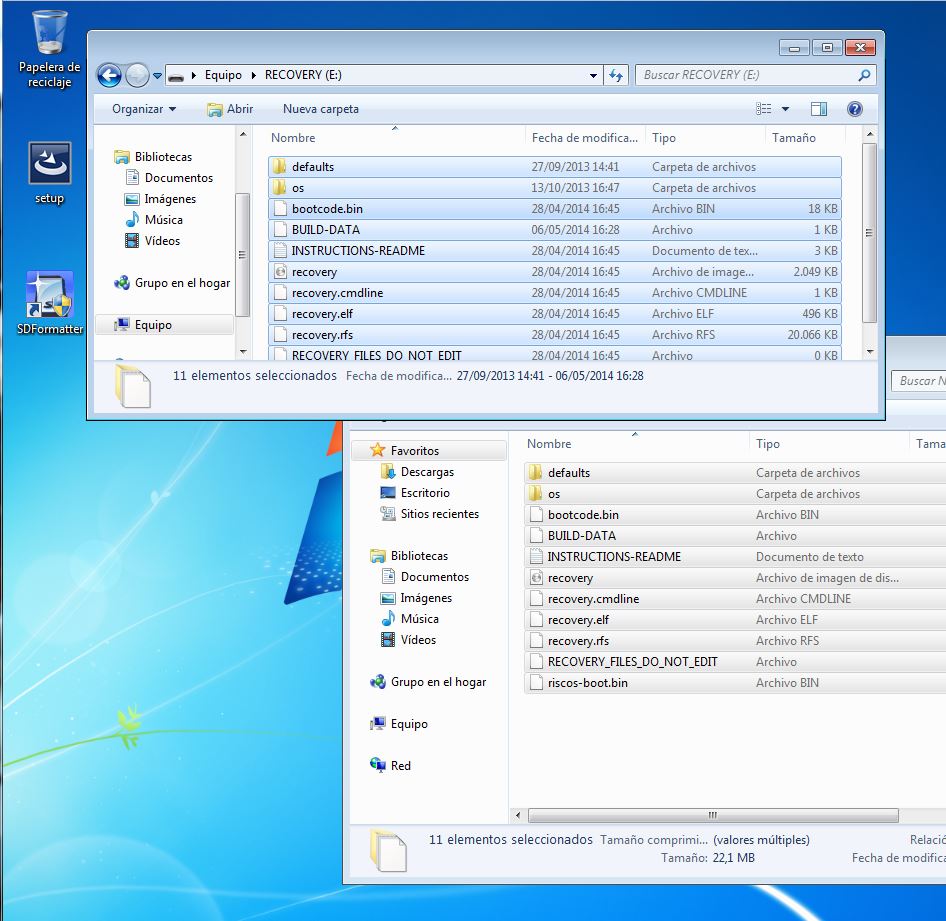 Papelera de
reciclaje
setup
SDFormatter
Equipo RECOVERY (E:)
Buscar RECOVERY (E:)
Organizar Abrir Nueva carpeta
Bibliotecas
Documentos
Imágenes
Música
Vídeos
Grupo en el hogar
Equipo
Nombre Fecha de modifica... Tipo Tamaño
defaults 27/09/2013 14:41 Carpeta de archivos
os 13/10/2013 16:47 Carpeta de archivos
bootcode.bin 28/04/2014 16:45 Archivo BIN 18 KB
BUILD-DATA 06/05/2014 16:28 Archivo 1 KB
INSTRUCTIONS-README 28/04/2014 16:45 Documento de tex... 3 KB
recovery 28/04/2014 16:45 Archivo de image... 2.049 KB
recovery.cmdline 28/04/2014 16:45 Archivo CMDLINE 1 KB
recovery.elf 28/04/2014 16:45 Archivo ELF 496 KB
recovery.rfs 28/04/2014 16:45 Archivo RFS 20.066 KB
RECOVERY_FILES_DO_NOT_EDIT 28/04/2014 16:45 Archivo 0 KB
11 elementos seleccionados Fecha de modifica... 27/09/2013 14:41 - 06/05/2014 16:28
Buscar N
Favoritos
Descargas
Escritorio
Sitios recientes
Bibliotecas
Documentos
Imágenes
Música
Vídeos
Grupo en el hogar
Equipo
Red
Nombre Tipo Tama
defaults Carpeta de archivos
os Carpeta de archivos
bootcode.bin Archivo BIN
BUILD-DATA Archivo
INSTRUCTIONS-README Documento de texto
recovery Archivo de imagen de dis...
recovery.cmdline Archivo CMDLINE
recovery.elf Archivo ELF
recovery.rfs Archivo RFS
RECOVERY_FILES_DO_NOT_EDIT Archivo
riscos-boot.bin Archivo BIN
11 elementos seleccionados Tamaño comprimi... (valores múltiples) Relació
Tamaño: 22,1 MB Fecha de modifica